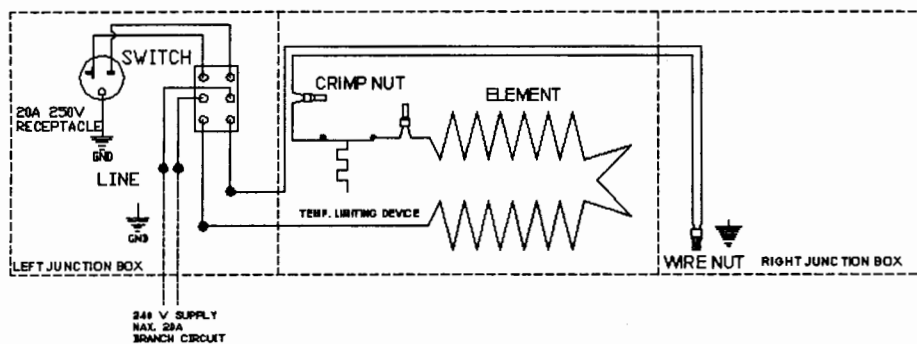 SWITCH
20A 250V
RECEPTACLE
GND
LINE
GND
LEFT JUNCTION BOX
CRIMP NUT
ELEMENT
TEMP. LIMITING DEVICE
WIRE NUT
RIGHT JUNCTION BOX
240 V SUPPLY
MAX. 20A
BRANCH CIRCUIT